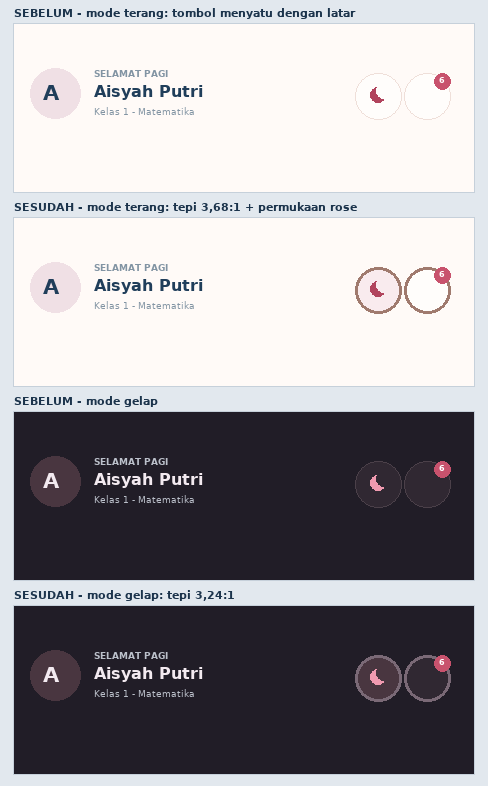 SEBELUM - mode terang: tombol menyatu dengan latar
A
SELAMAT PAGI
Aisyah Putri
Kelas 1 - Matematika
6
SESUDAH - mode terang: tepi 3,68:1 + permukaan rose
A
SELAMAT PAGI
Aisyah Putri
Kelas 1 - Matematika
6
SEBELUM - mode gelap
A
SELAMAT PAGI
Aisyah Putri
Kelas 1 - Matematika
6
SESUDAH - mode gelap: tepi 3,24:1
A
SELAMAT PAGI
Aisyah Putri
Kelas 1 - Matematika
6